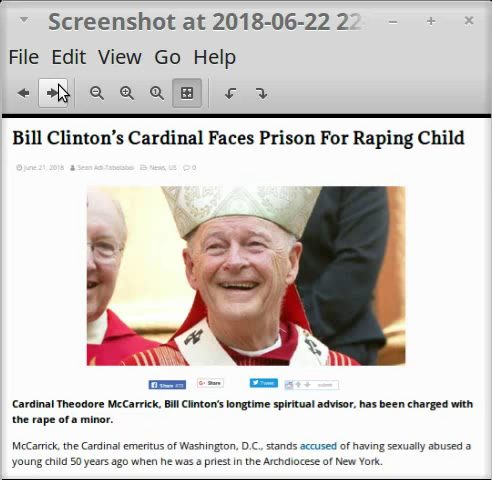 Screenshot at 2018-06-22 22-
File Edit View Go Help
Bill Clinton's Cardinal Faces Prison For Raping Child
June 21, 2018 Sean Adl-Tabatabai News, US 0
Share
Share
Tweet
submit
Cardinal Theodore McCarrick, Bill Clinton's longtime spiritual advisor, has been charged with
the rape of a minor.
McCarrick, the Cardinal emeritus of Washington, D.C., stands accused of having sexually abused a
young child 50 years ago when he was a priest in the Archdiocese of New York.